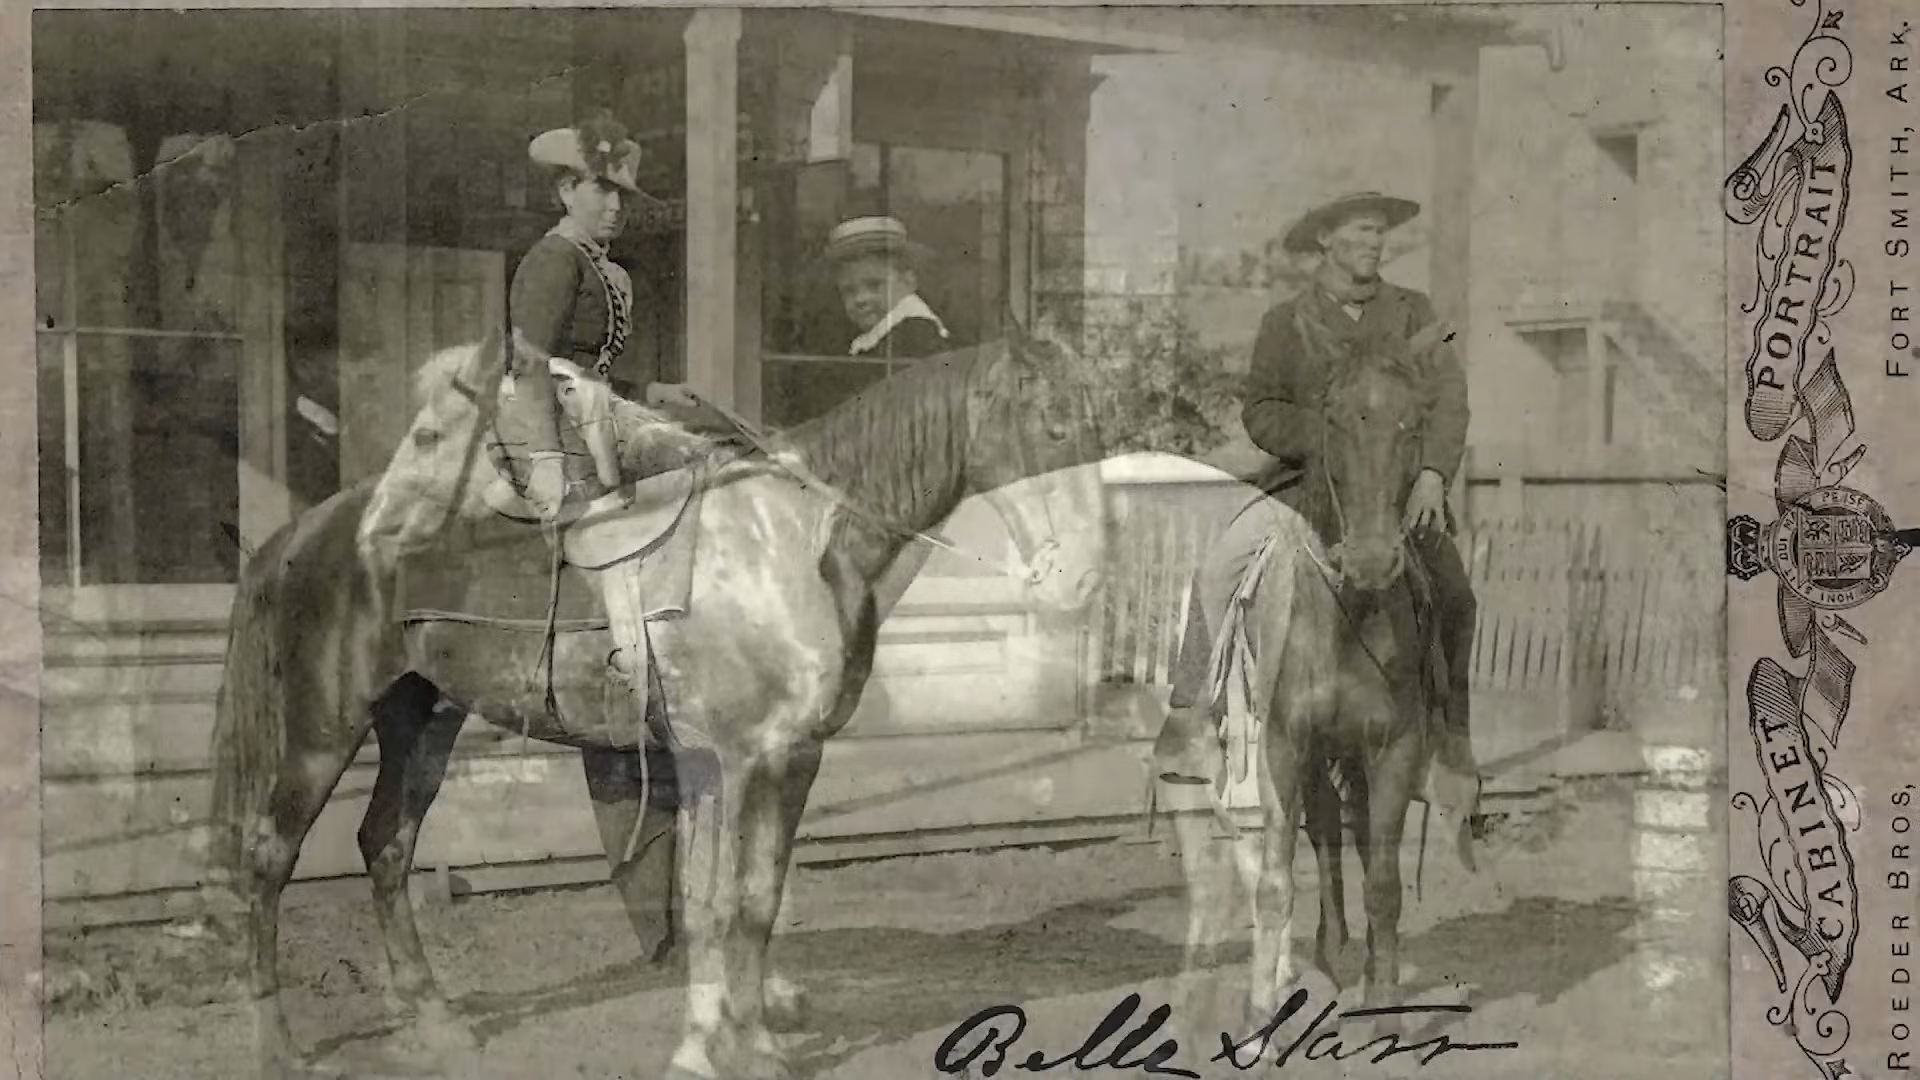 Belle Starr
CABINET PORTRAIT
ROEDER BROS, FORT SMITH, ARK.